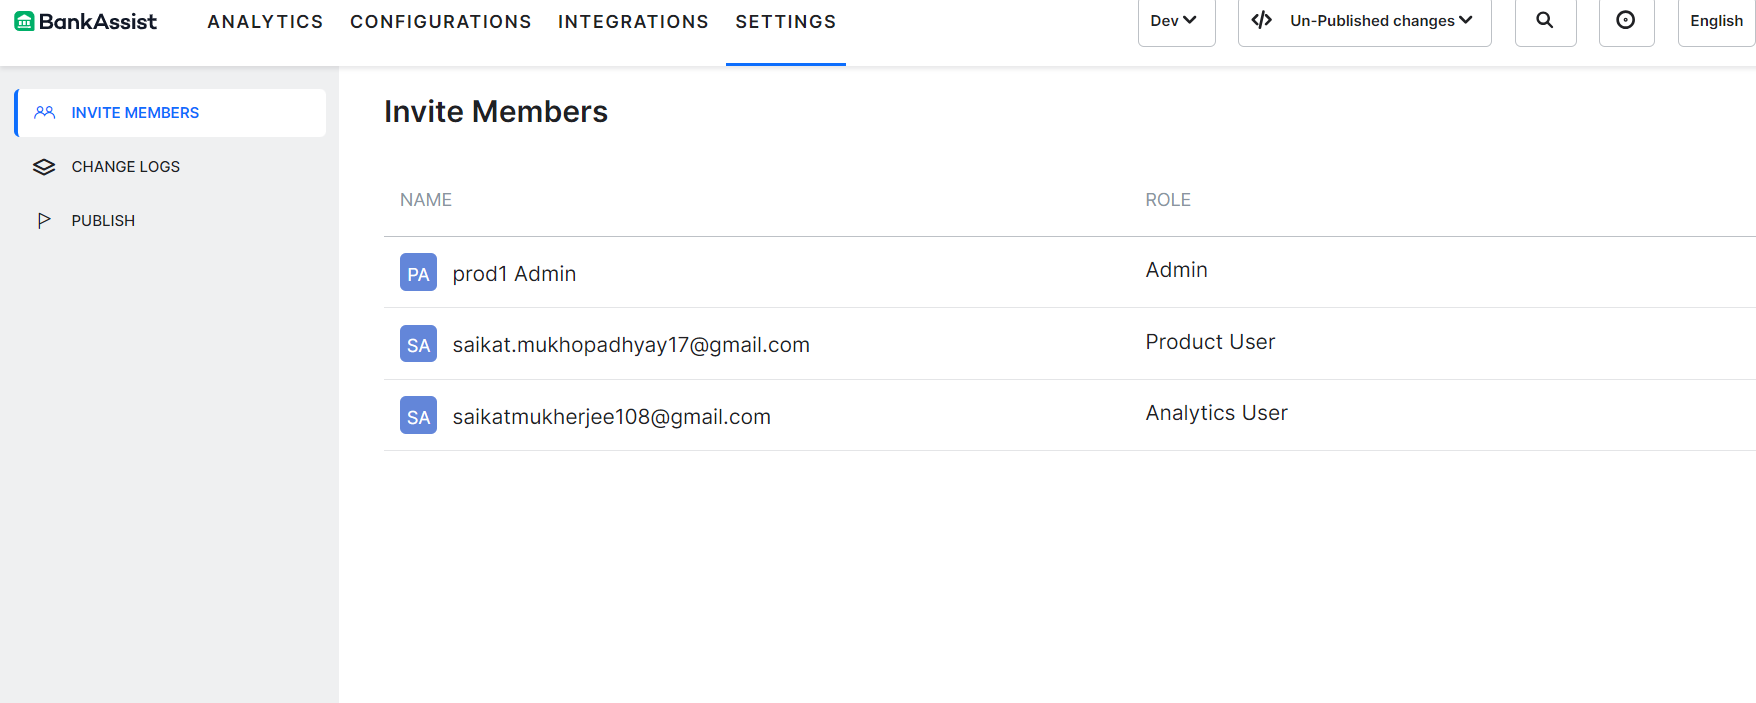 BankAssist ANALYTICS CONFIGURATIONS INTEGRATIONS SETTINGS Dev Un-Published changes English
INVITE MEMBERS
CHANGE LOGS
PUBLISH
Invite Members
NAME ROLE
PA prod1 Admin Admin
SA saikat.mukhopadhyay17@gmail.com Product User
SA saikatmukherjee108@gmail.com Analytics User